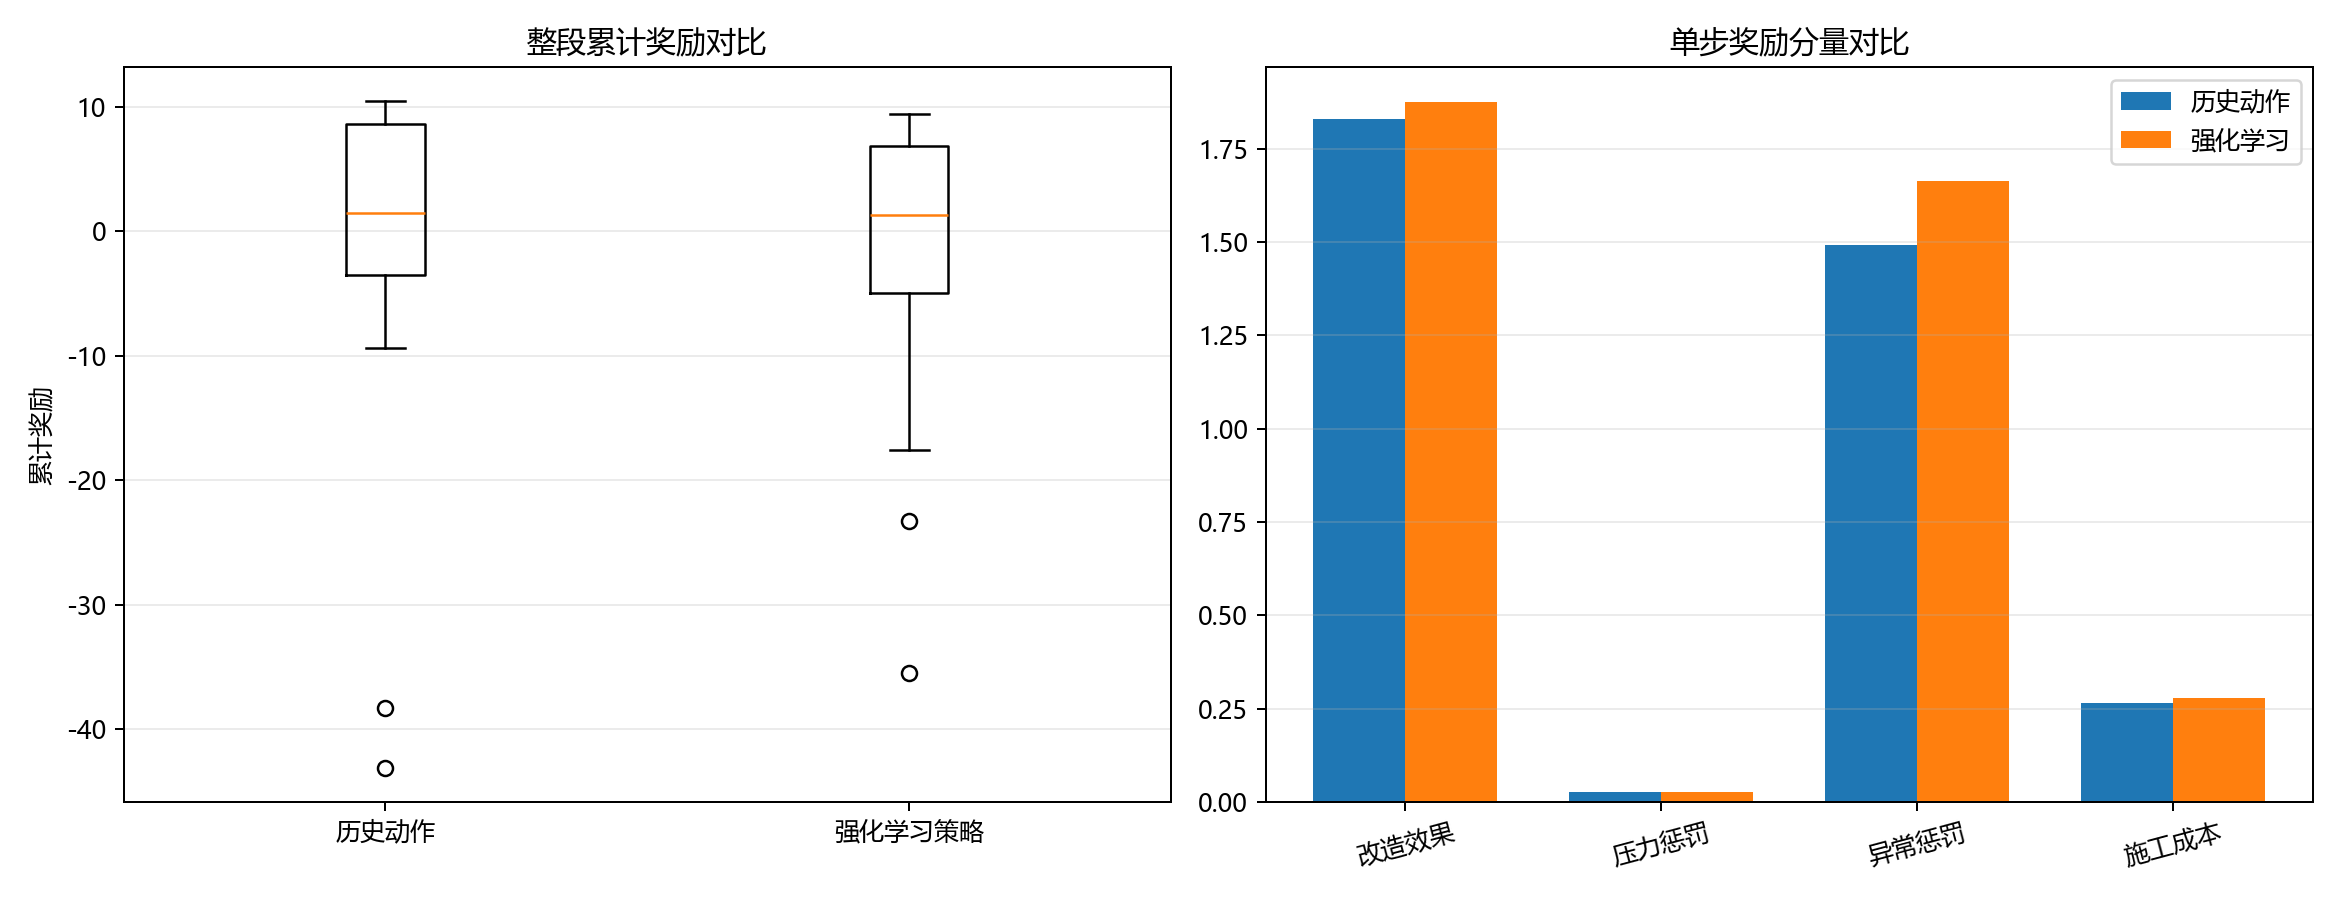 整段累计奖励对比
累计奖励
10
0
-10
-20
-30
-40
历史动作
强化学习策略
单步奖励分量对比
历史动作
强化学习
1.75
1.50
1.25
1.00
0.75
0.50
0.25
0.00
改造效果
压力惩罚
异常惩罚
施工成本